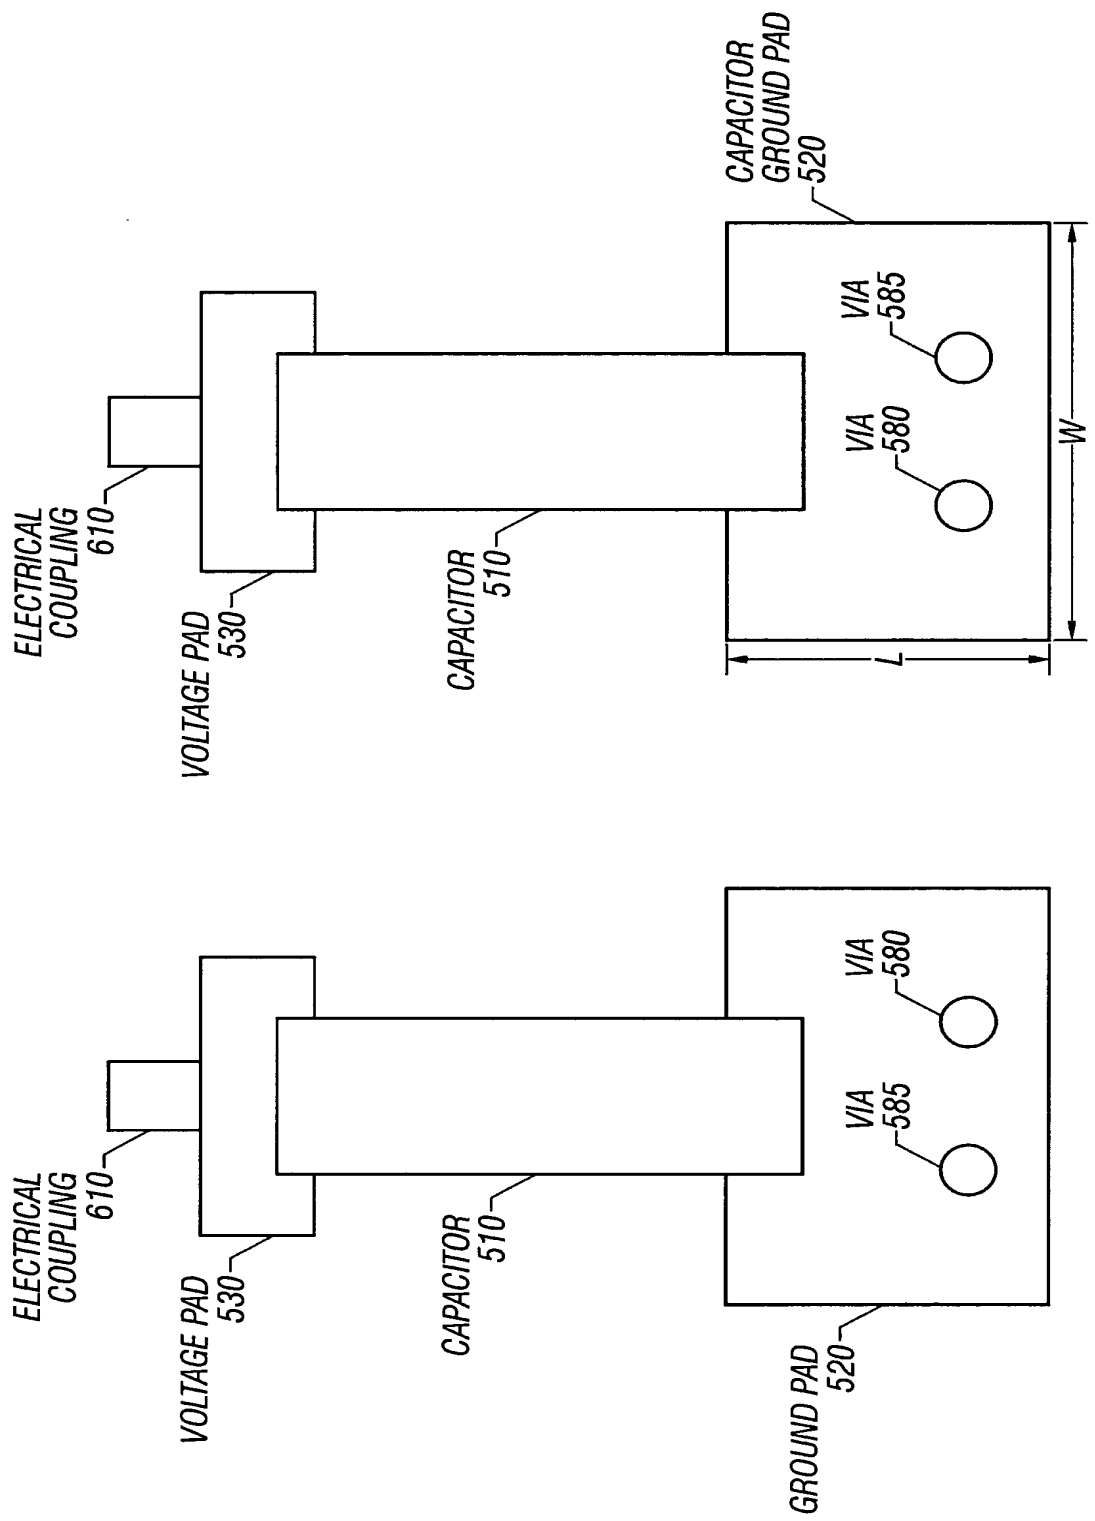 ELECTRICAL
COUPLING
610
VOLTAGE PAD
530
CAPACITOR
510
GROUND PAD
520
VIA
585
VIA
580
ELECTRICAL
COUPLING
610
VOLTAGE PAD
530
CAPACITOR
510
VIA
580
VIA
585
CAPACITOR
GROUND PAD
520
L
W